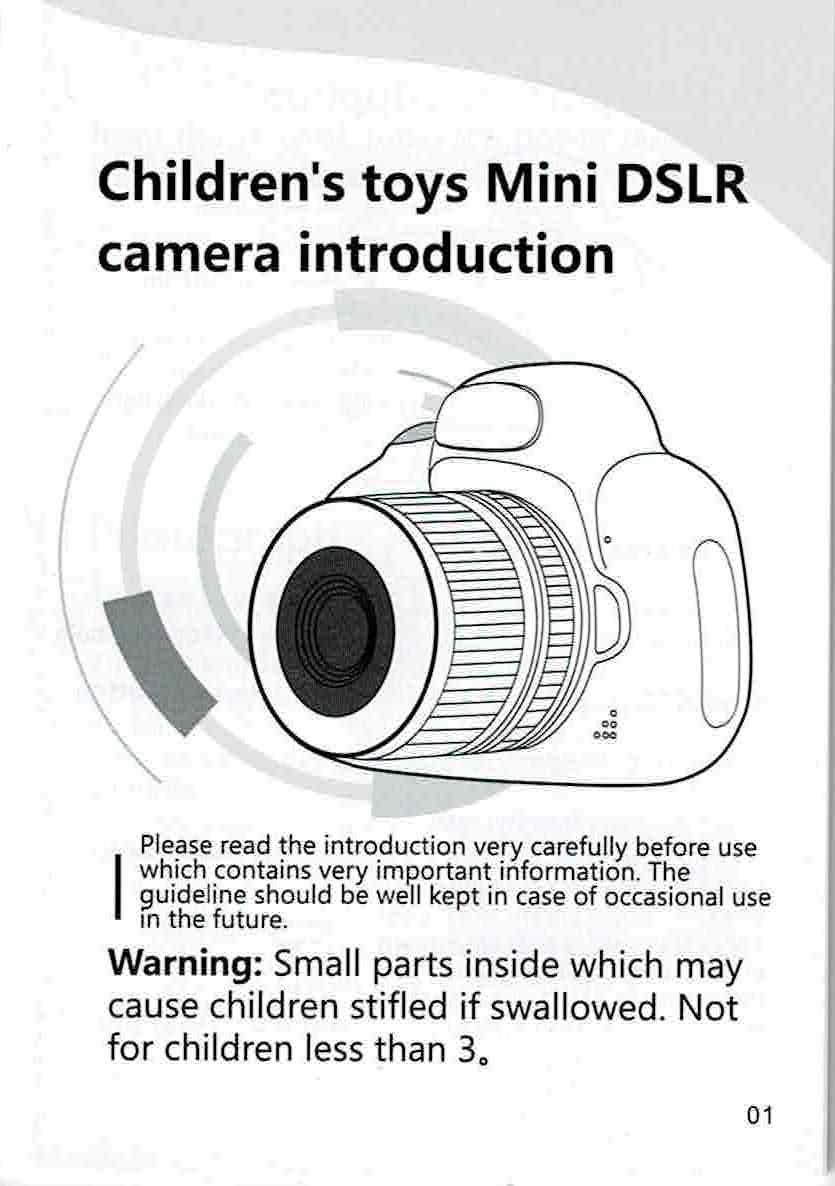 Children's toys Mini DSLR
camera introduction
Please read the introduction very carefully before use
which contains very important information. The
guideline should be well kept in case of occasional use
in the future.
Warning: Small parts inside which may
cause children stifled if swallowed. Not
for children less than 3。
01